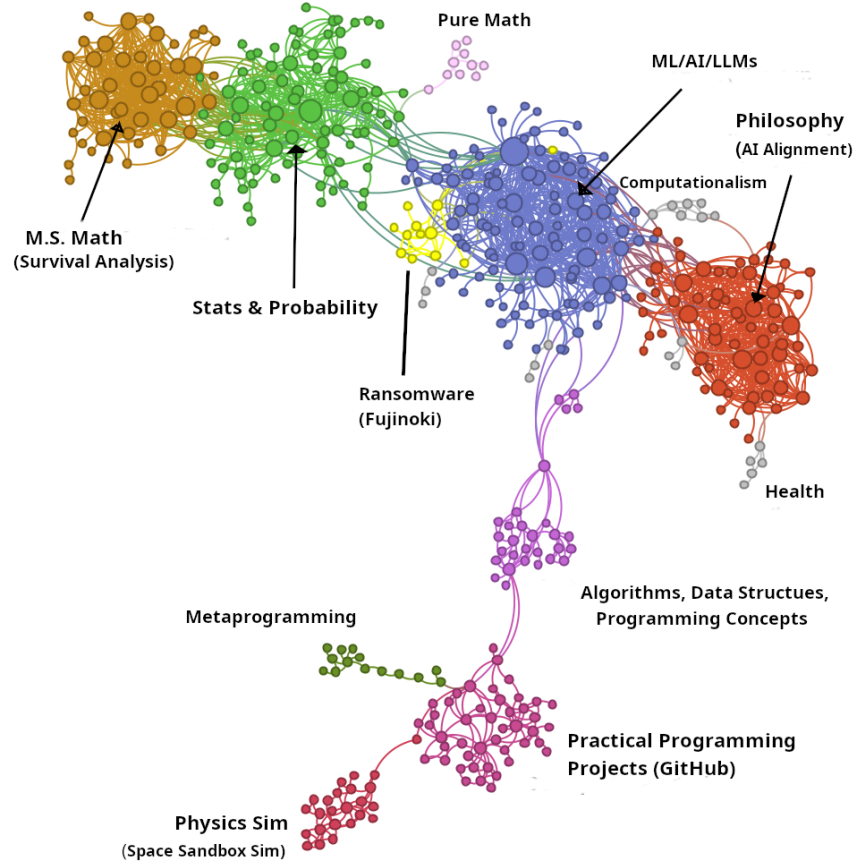 Pure Math
ML/AI/LLMs
Philosophy
(AI Alignment)
Computationalism
M.S. Math
(Survival Analysis)
Stats & Probability
Ransomware
(Fujinoki)
Health
Algorithms, Data Structues,
Programming Concepts
Metaprogramming
Practical Programming
Projects (GitHub)
Physics Sim
(Space Sandbox Sim)